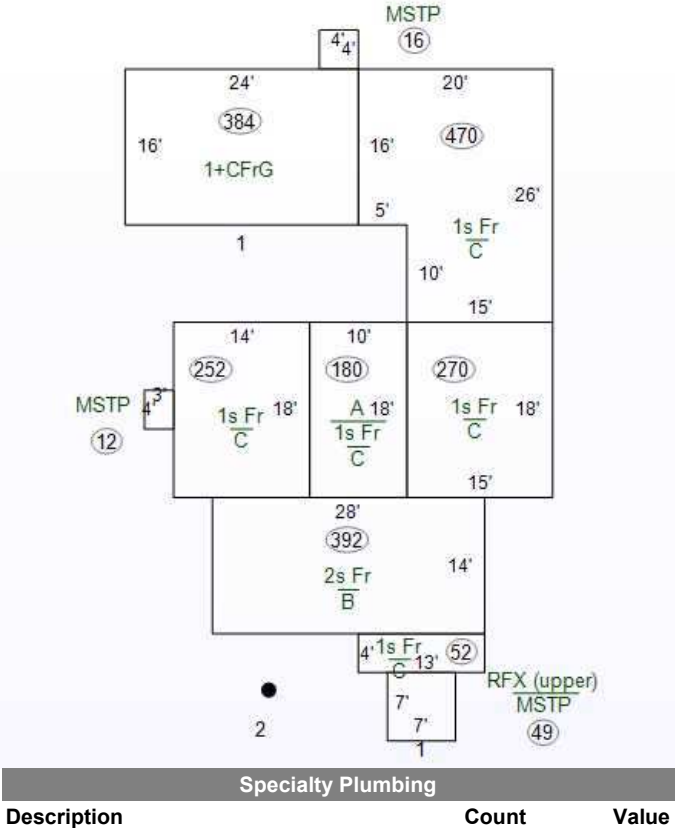 MSTP
4' 4' 16
24' 20'
384 470
16' 16'
1+CFrG
26'
5'
1s Fr
C
1
10'
15'
14' 10'
252 180 270
3'
MSTP 4' 1s Fr 18' A 18' 1s Fr 18'
C 1s Fr C
12 C
15'
28'
392
14'
2s Fr
B
4' 1s Fr 13' 52
C
RFX (upper)
7' MSTP
2 7' 49
1
Specialty Plumbing
Description Count Value